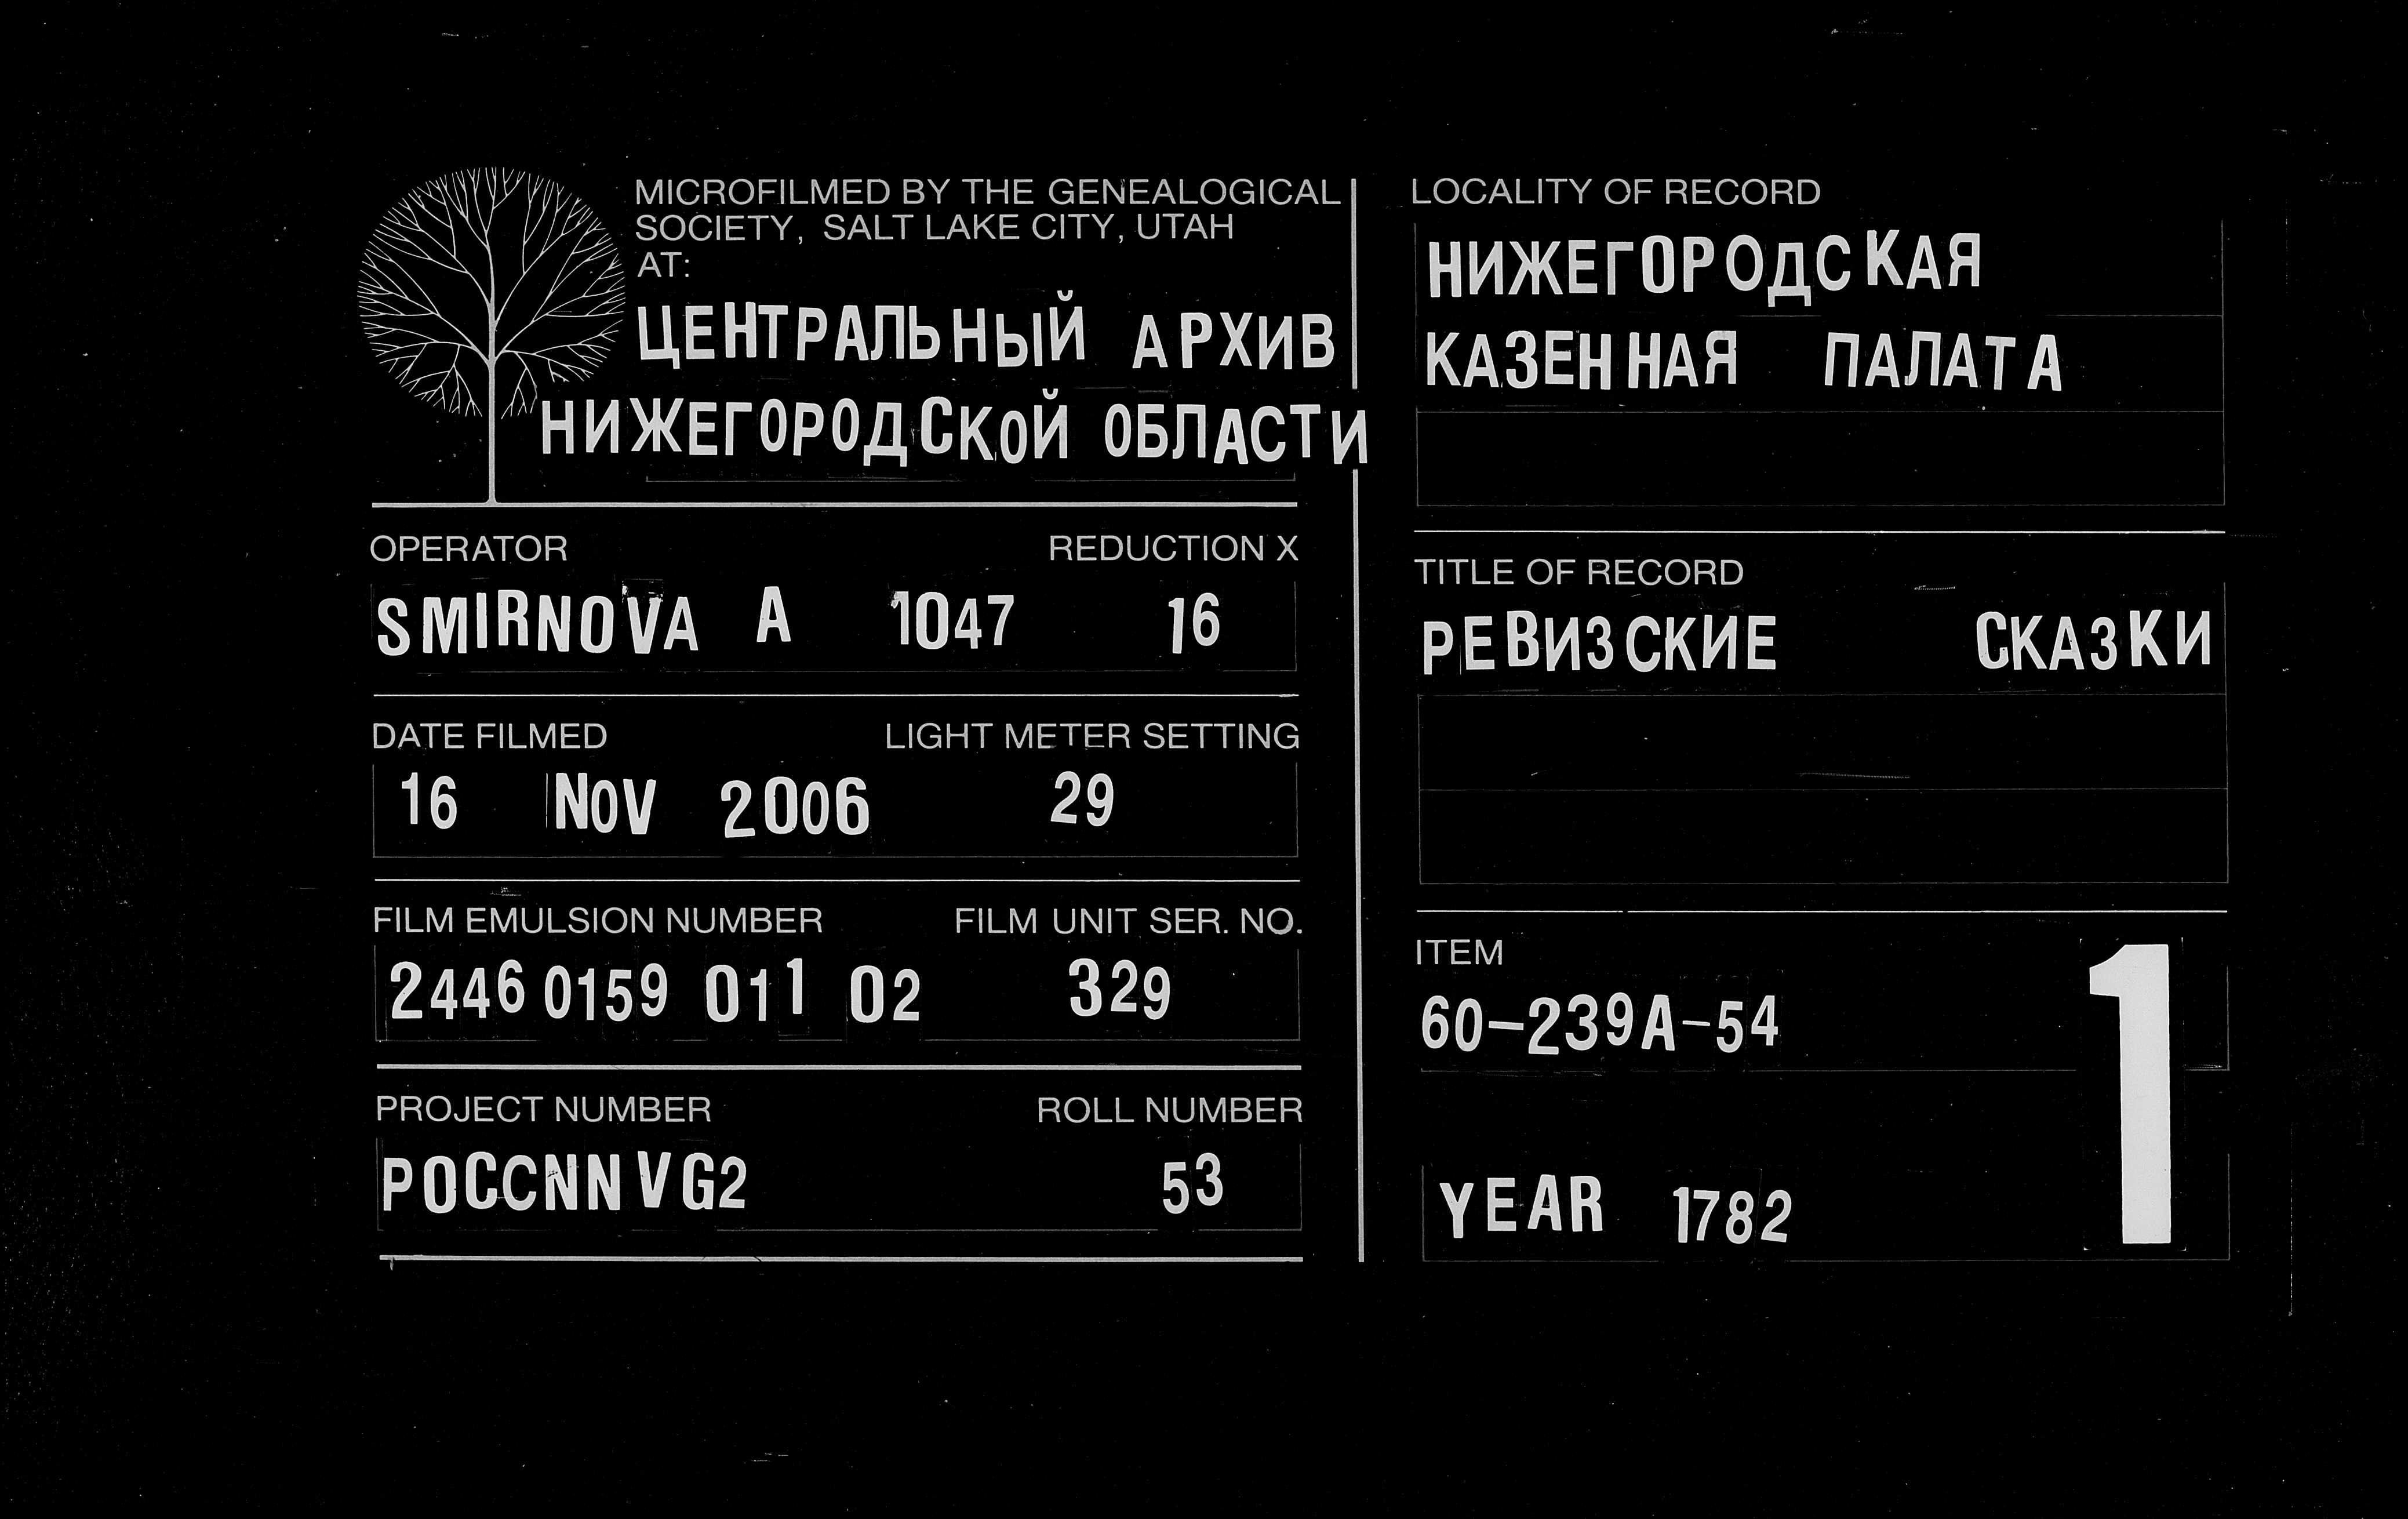 MICROFILMED BY THE GENEALOGICAL
SOCIETY, SALT LAKE CITY, UTAH
AT:
ЦЕНТРАЛЬНЫЙ АРХИВ
НИЖЕГОРОДСКОЙ ОБЛАСТИ
OPERATOR REDUCTION X
SMIRNOVA A 1047 16
DATE FILMED LIGHT METER SETTING
16 NOV 2006 29
FILM EMULSION NUMBER FILM UNIT SER. NO.
2446 0159 011 02 329
PROJECT NUMBER ROLL NUMBER
POCCNNVG2 53
LOCALITY OF RECORD
НИЖЕГОРОДСКАЯ
КАЗЕННАЯ ПАЛАТА
TITLE OF RECORD
РЕВИЗСКИЕ СКАЗКИ
ITEM
60-239A-54
1
YEAR 1782